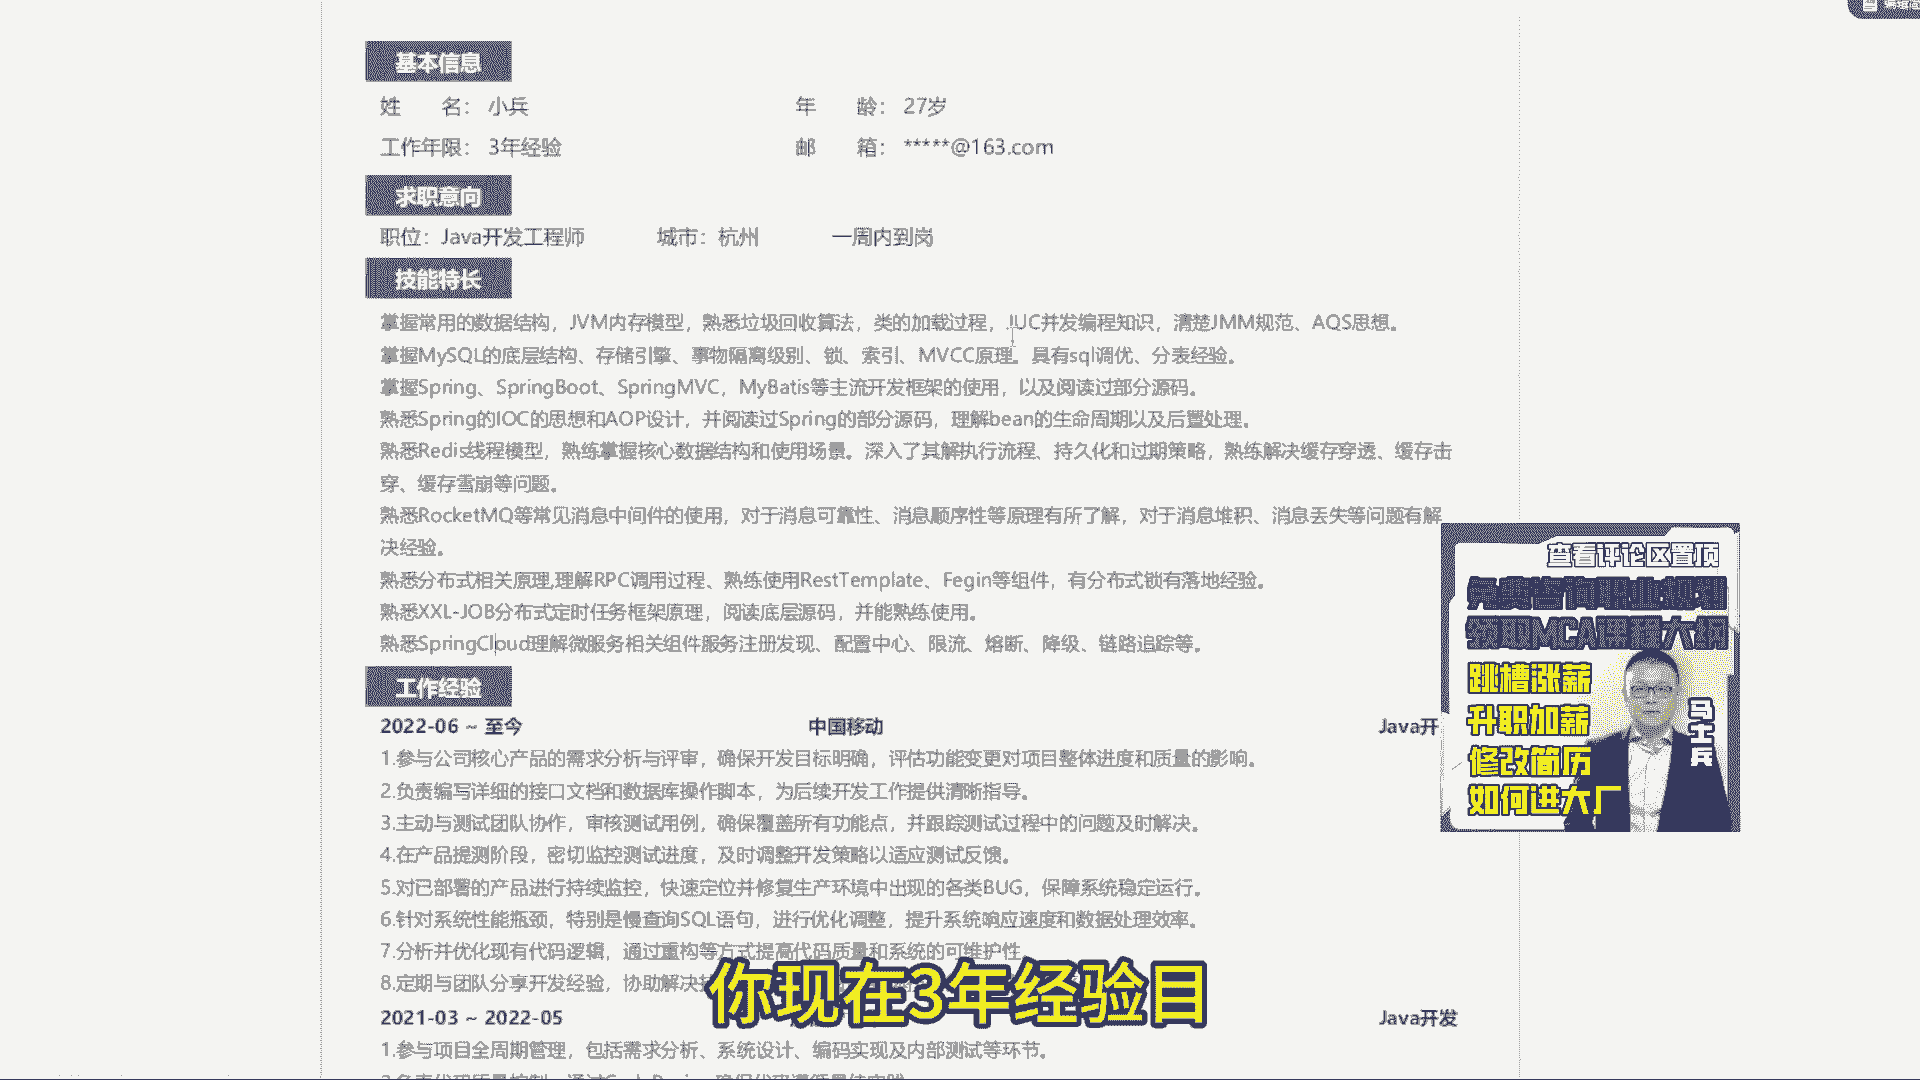 编辑简
基本信息
姓 名： 小兵 年 龄： 27岁
工作年限： 3年经验 邮 箱： *****@163.com
求职意向
职位：Java开发工程师 城市：杭州 一周内到岗
技能特长
掌握常用的数据结构，JVM内存模型，熟悉垃圾回收算法，类的加载过程，JUC并发编程知识，清楚JMM规范、AQS思想。
掌握MySQL的底层结构、存储引擎、事物隔离级别、锁、索引、MVCC原理。具有sql调优、分表经验。
掌握Spring、SpringBoot、SpringMVC，MyBatis等主流开发框架的使用，以及阅读过部分源码。
熟悉Spring的IOC的思想和AOP设计，并阅读过Spring的部分源码，理解bean的生命周期以及后置处理。
熟悉Redis线程模型，熟练掌握核心数据结构和使用场景。深入了其解执行流程、持久化和过期策略，熟练解决缓存穿透、缓存击
穿、缓存雪崩等问题。
熟悉RocketMQ等常见消息中间件的使用，对于消息可靠性、消息顺序性等原理有所了解，对于消息堆积、消息丢失等问题有解
决经验。
熟悉分布式相关原理,理解RPC调用过程、熟练使用RestTemplate、Fegin等组件，有分布式锁有落地经验。
熟悉XXL-JOB分布式定时任务框架原理，阅读底层源码，并能熟练使用。
熟悉SpringCloud理解微服务相关组件服务注册发现、配置中心、限流、熔断、降级、链路追踪等。
工作经验
2022-06 ~ 至今 中国移动 Java开
1.参与公司核心产品的需求分析与评审，确保开发目标明确，评估功能变更对项目整体进度和质量的影响。
2.负责编写详细的接口文档和数据库操作脚本，为后续开发工作提供清晰指导。
3.主动与测试团队协作，审核测试用例，确保覆盖所有功能点，并跟踪测试过程中的问题及时解决。
4.在产品提测阶段，密切监控测试进度，及时调整开发策略以适应测试反馈。
5.对已部署的产品进行持续监控，快速定位并修复生产环境中出现的各类BUG，保障系统稳定运行。
6.针对系统性能瓶颈，特别是慢查询SQL语句，进行优化调整，提升系统响应速度和数据处理效率。
7.分析并优化现有代码逻辑，通过重构等方式提高代码质量和系统的可维护性
8.定期与团队分享开发经验，协助解决
2021-03 ~ 2022-05 Java开发
1.参与项目全周期管理，包括需求分析、系统设计、编码实现及内部测试等环节。
查看评论区置顶
免费咨询职业规划
领取MCA课程大纲
跳槽涨薪
升职加薪
修改简历
如何进大厂
马士兵
你现在3年经验目